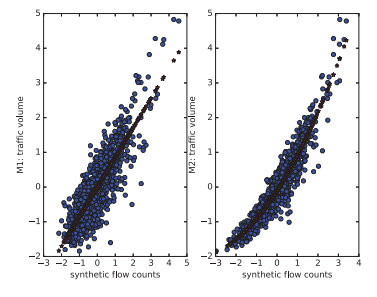 5
4
3
2
1
0
−1
−2
M1: traffic volume
−3 −2 −1 0 1 2 3 4 5
synthetic flow counts
5
4
3
2
1
0
−1
−2
M2: traffic volume
−3 −2 −1 0 1 2 3 4
synthetic flow counts